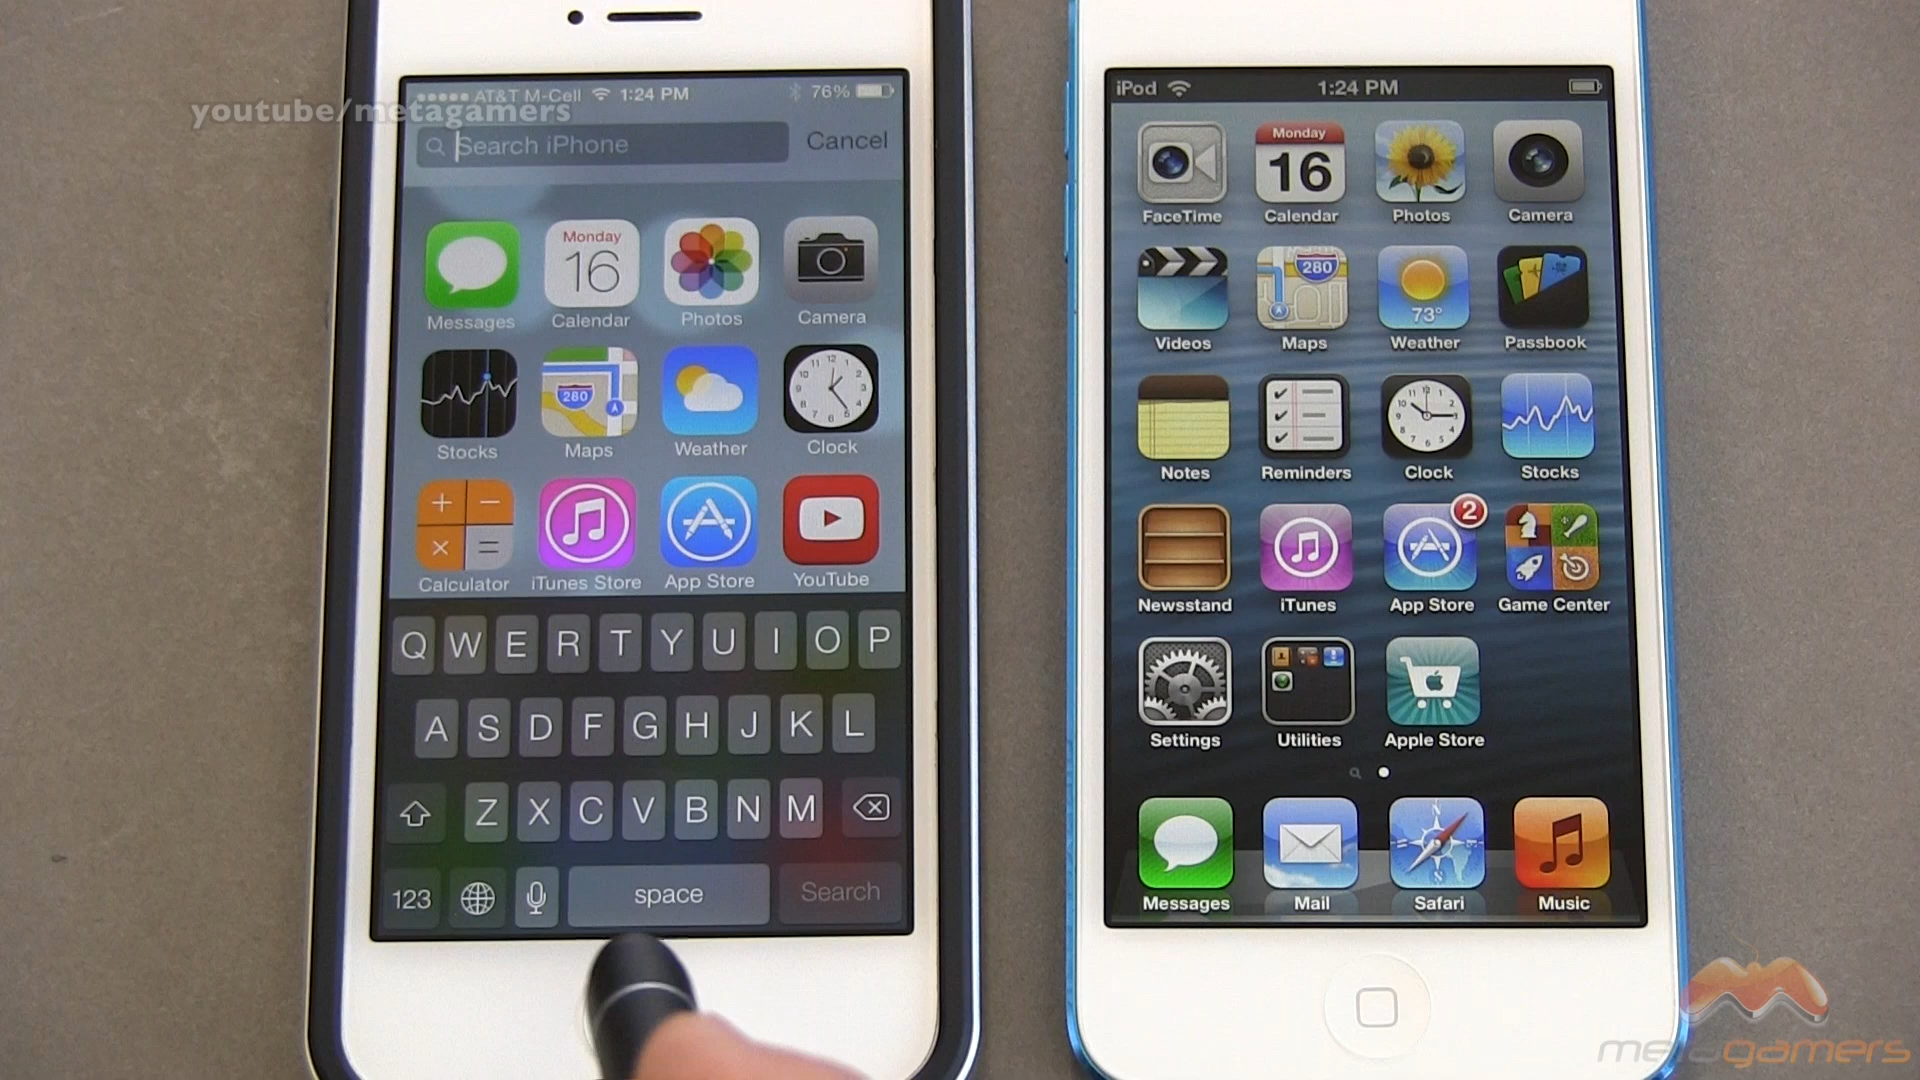 AT&T M-Cell 1:24 PM 76%
youtube/metagamers
Search iPhone Cancel
Monday
16
Messages Calendar Photos Camera
280
Stocks Maps Weather Clock
Calculator iTunes Store App Store YouTube
Q W E R T Y U I O P
A S D F G H J K L
Z X C V B N M
123 space Search
iPod 1:24 PM
Monday
16
FaceTime Calendar Photos Camera
280
73°
Videos Maps Weather Passbook
Notes Reminders Clock Stocks
2
Newsstand iTunes App Store Game Center
Settings Utilities Apple Store
Messages Mail Safari Music
metagamers